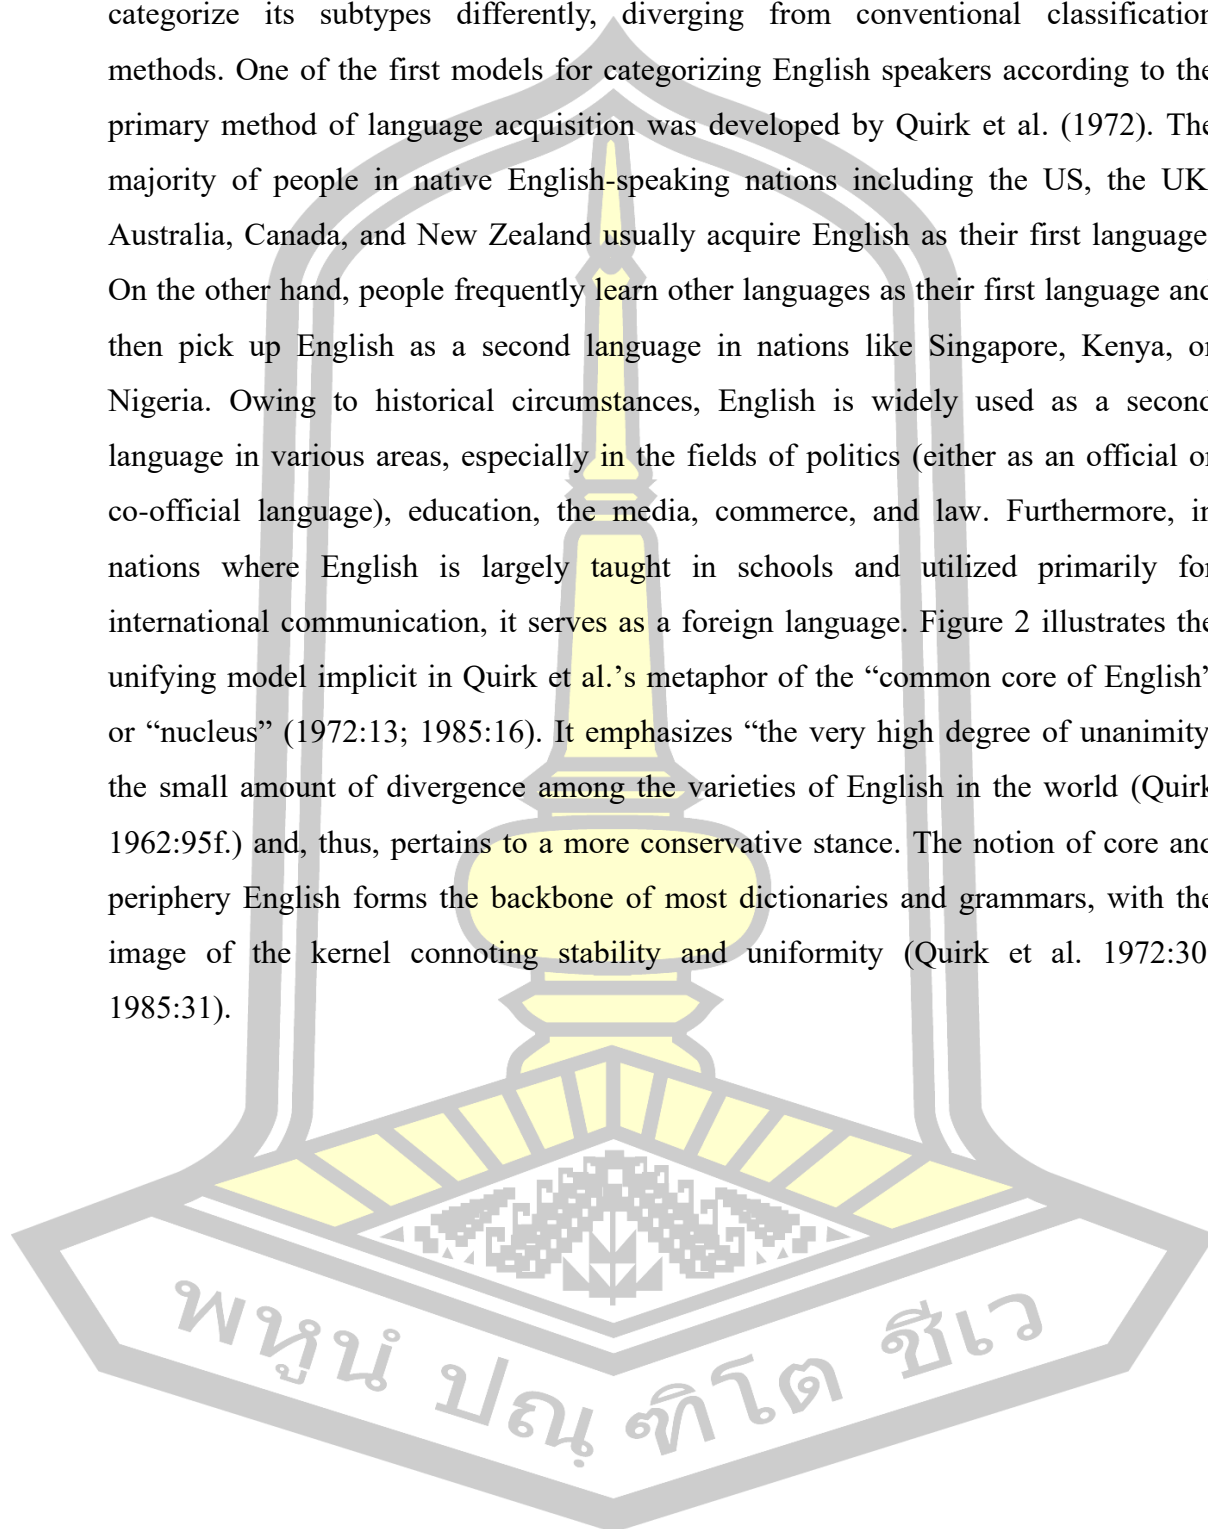 categorize its subtypes differently, diverging from conventional classification
methods. One of the first models for categorizing English speakers according to the
primary method of language acquisition was developed by Quirk et al. (1972). The
majority of people in native English-speaking nations including the US, the UK
Australia, Canada, and New Zealand usually acquire English as their first language
On the other hand, people frequently learn other languages as their first language and
then pick up English as a second language in nations like Singapore, Kenya, or
Nigeria. Owing to historical circumstances, English is widely used as a second
language in various areas, especially in the fields of politics (either as an official or
co-official language), education, the media, commerce, and law. Furthermore, in
nations where English is largely taught in schools and utilized primarily for
international communication, it serves as a foreign language. Figure 2 illustrates the
unifying model implicit in Quirk et al.’s metaphor of the “common core of English”
or “nucleus” (1972:13; 1985:16). It emphasizes “the very high degree of unanimity
the small amount of divergence among the varieties of English in the world (Quirk
1962:95f.) and, thus, pertains to a more conservative stance. The notion of core and
periphery English forms the backbone of most dictionaries and grammars, with the
image of the kernel connoting stability and uniformity (Quirk et al. 1972:30
1985:31).
พหูนํ ปณฺฑิโต ชีเว